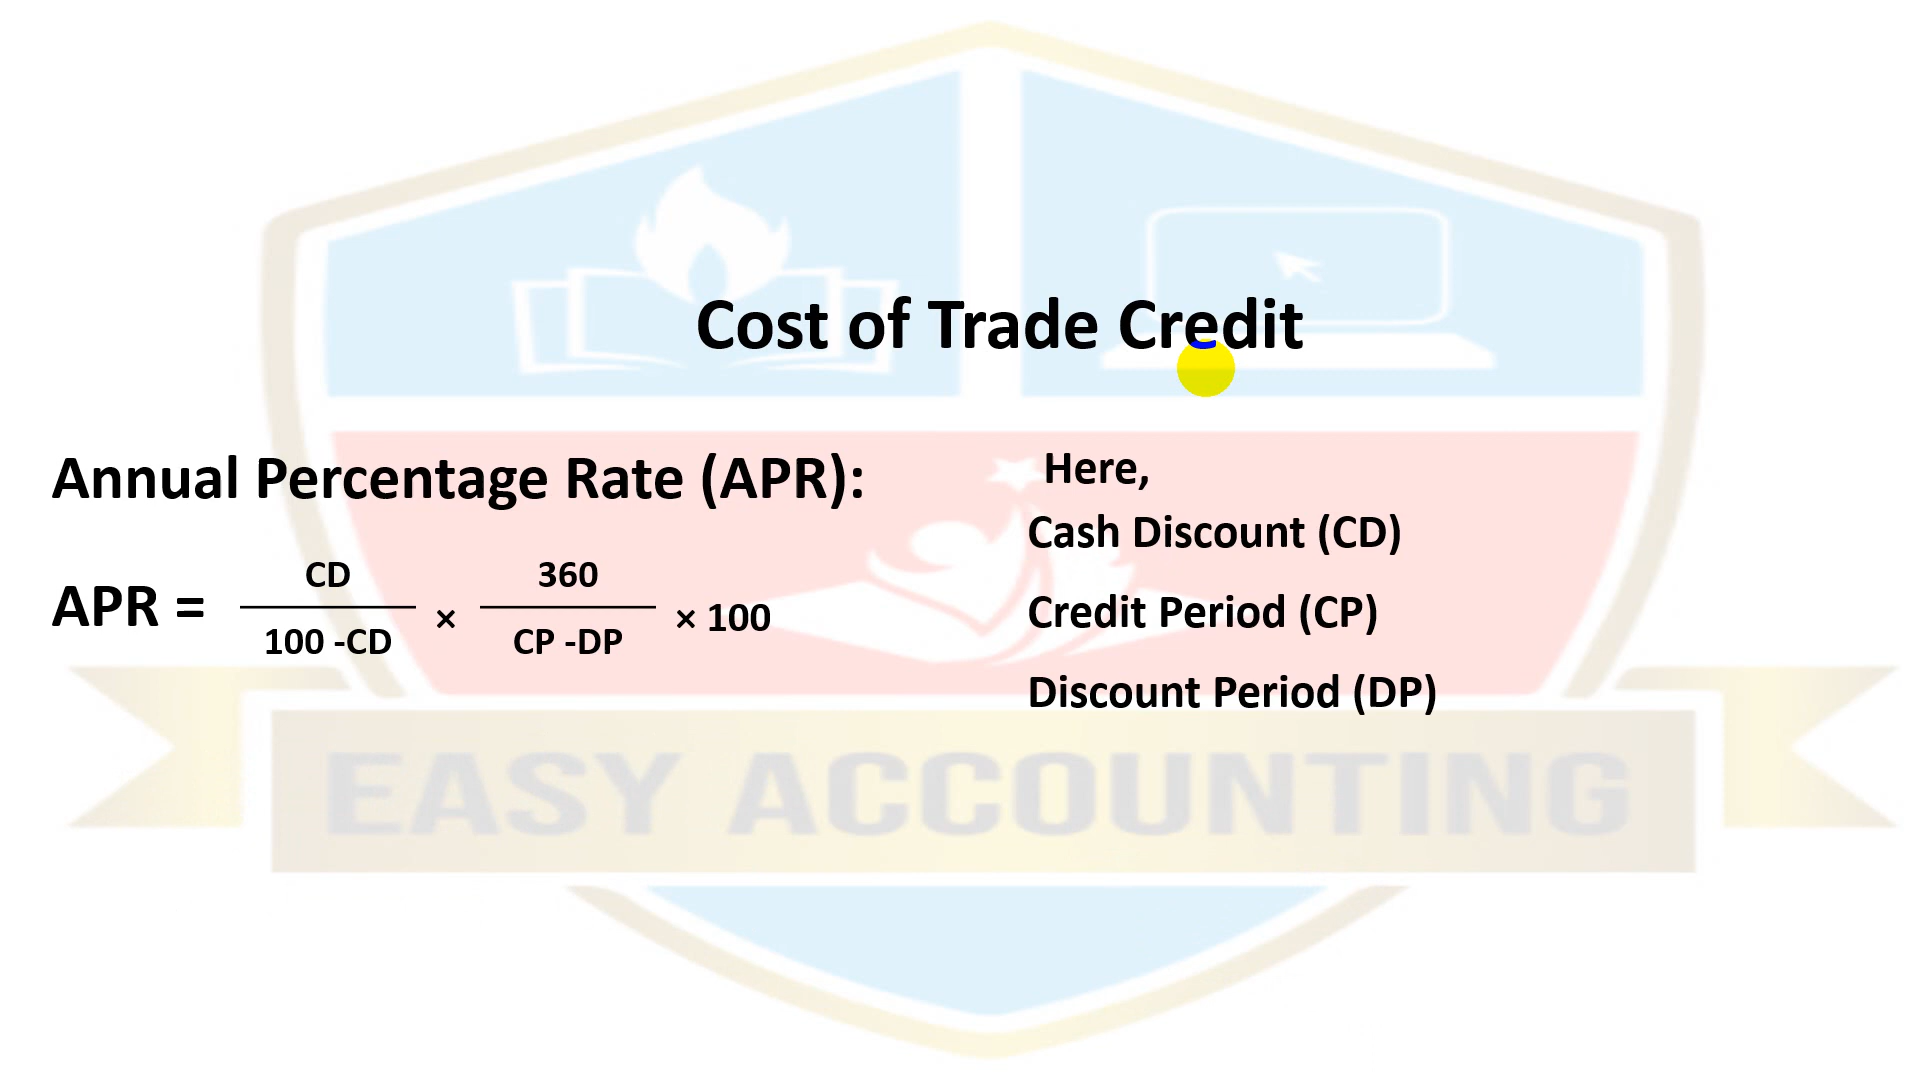 Cost of Trade Credit
Annual Percentage Rate (APR):
APR = CD / 100 -CD × 360 / CP -DP × 100
Here,
Cash Discount (CD)
Credit Period (CP)
Discount Period (DP)
EASY ACCOUNTING